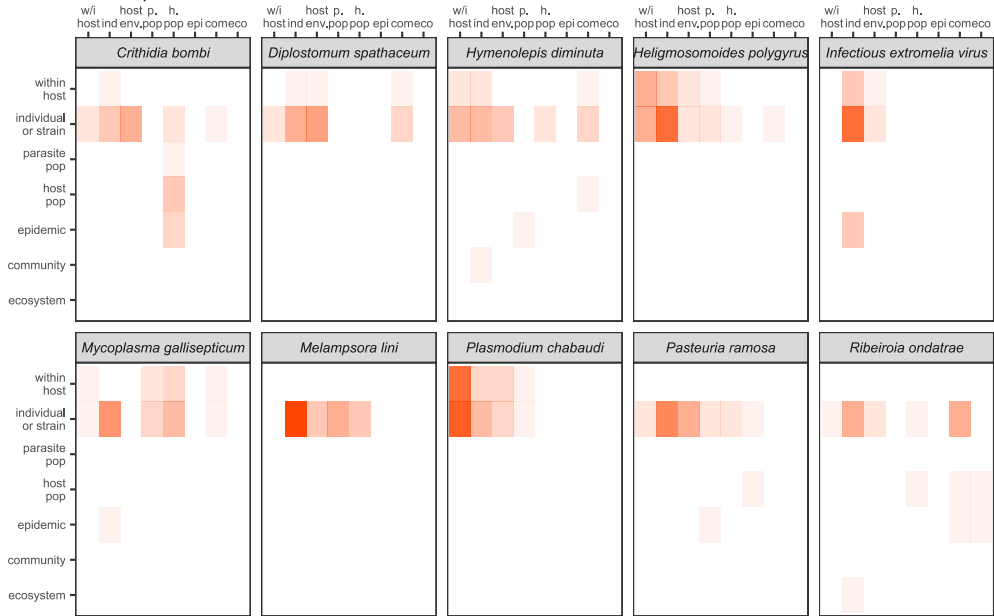 w/i host p. h.
host ind env. pop pop epi com eco
w/i host p. h.
host ind env. pop pop epi com eco
w/i host p. h.
host ind env. pop pop epi com eco
w/i host p. h.
host ind env. pop pop epi com eco
w/i host p. h.
host ind env. pop pop epi com eco
Crithidia bombi
Diplostomum spathaceum
Hymenolepis diminuta
Heligmosomoides polygyrus
Infectious extromelia virus
within
host
individual
or strain
parasite
pop
host
pop
epidemic
community
ecosystem
Mycoplasma gallisepticum
Melampsora lini
Plasmodium chabaudi
Pasteuria ramosa
Ribeiroia ondatrae
within
host
individual
or strain
parasite
pop
host
pop
epidemic
community
ecosystem